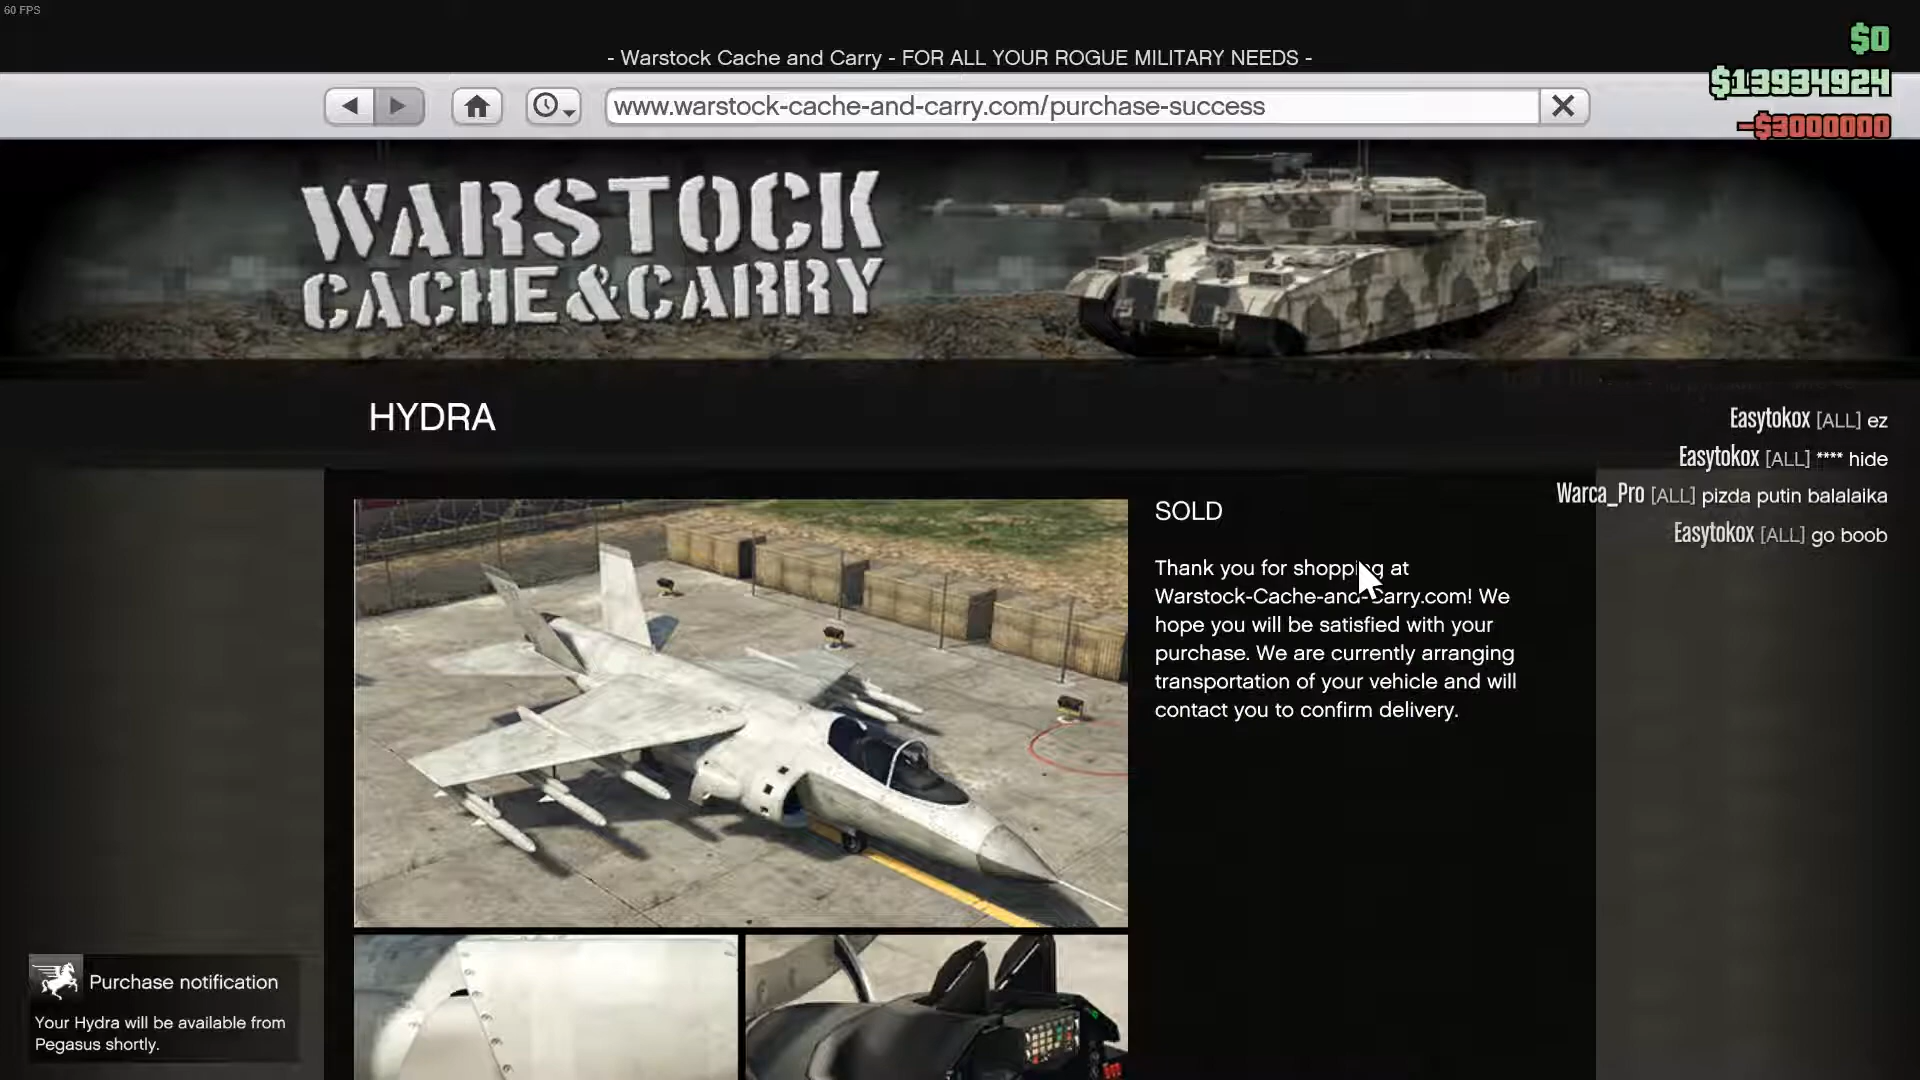 60 FPS
$0
- Warstock Cache and Carry - FOR ALL YOUR ROGUE MILITARY NEEDS -
$13934924
www.warstock-cache-and-carry.com/purchase-success
-$3000000
WARSTOCK
CACHE&CARRY
HYDRA
Easytokox [ALL] ez
Easytokox [ALL] **** hide
Warca_Pro [ALL] pizda putin balalaika
Easytokox [ALL] go boob
SOLD
Thank you for shopping at
Warstock-Cache-and-Carry.com! We
hope you will be satisfied with your
purchase. We are currently arranging
transportation of your vehicle and will
contact you to confirm delivery.
Purchase notification
Your Hydra will be available from
Pegasus shortly.